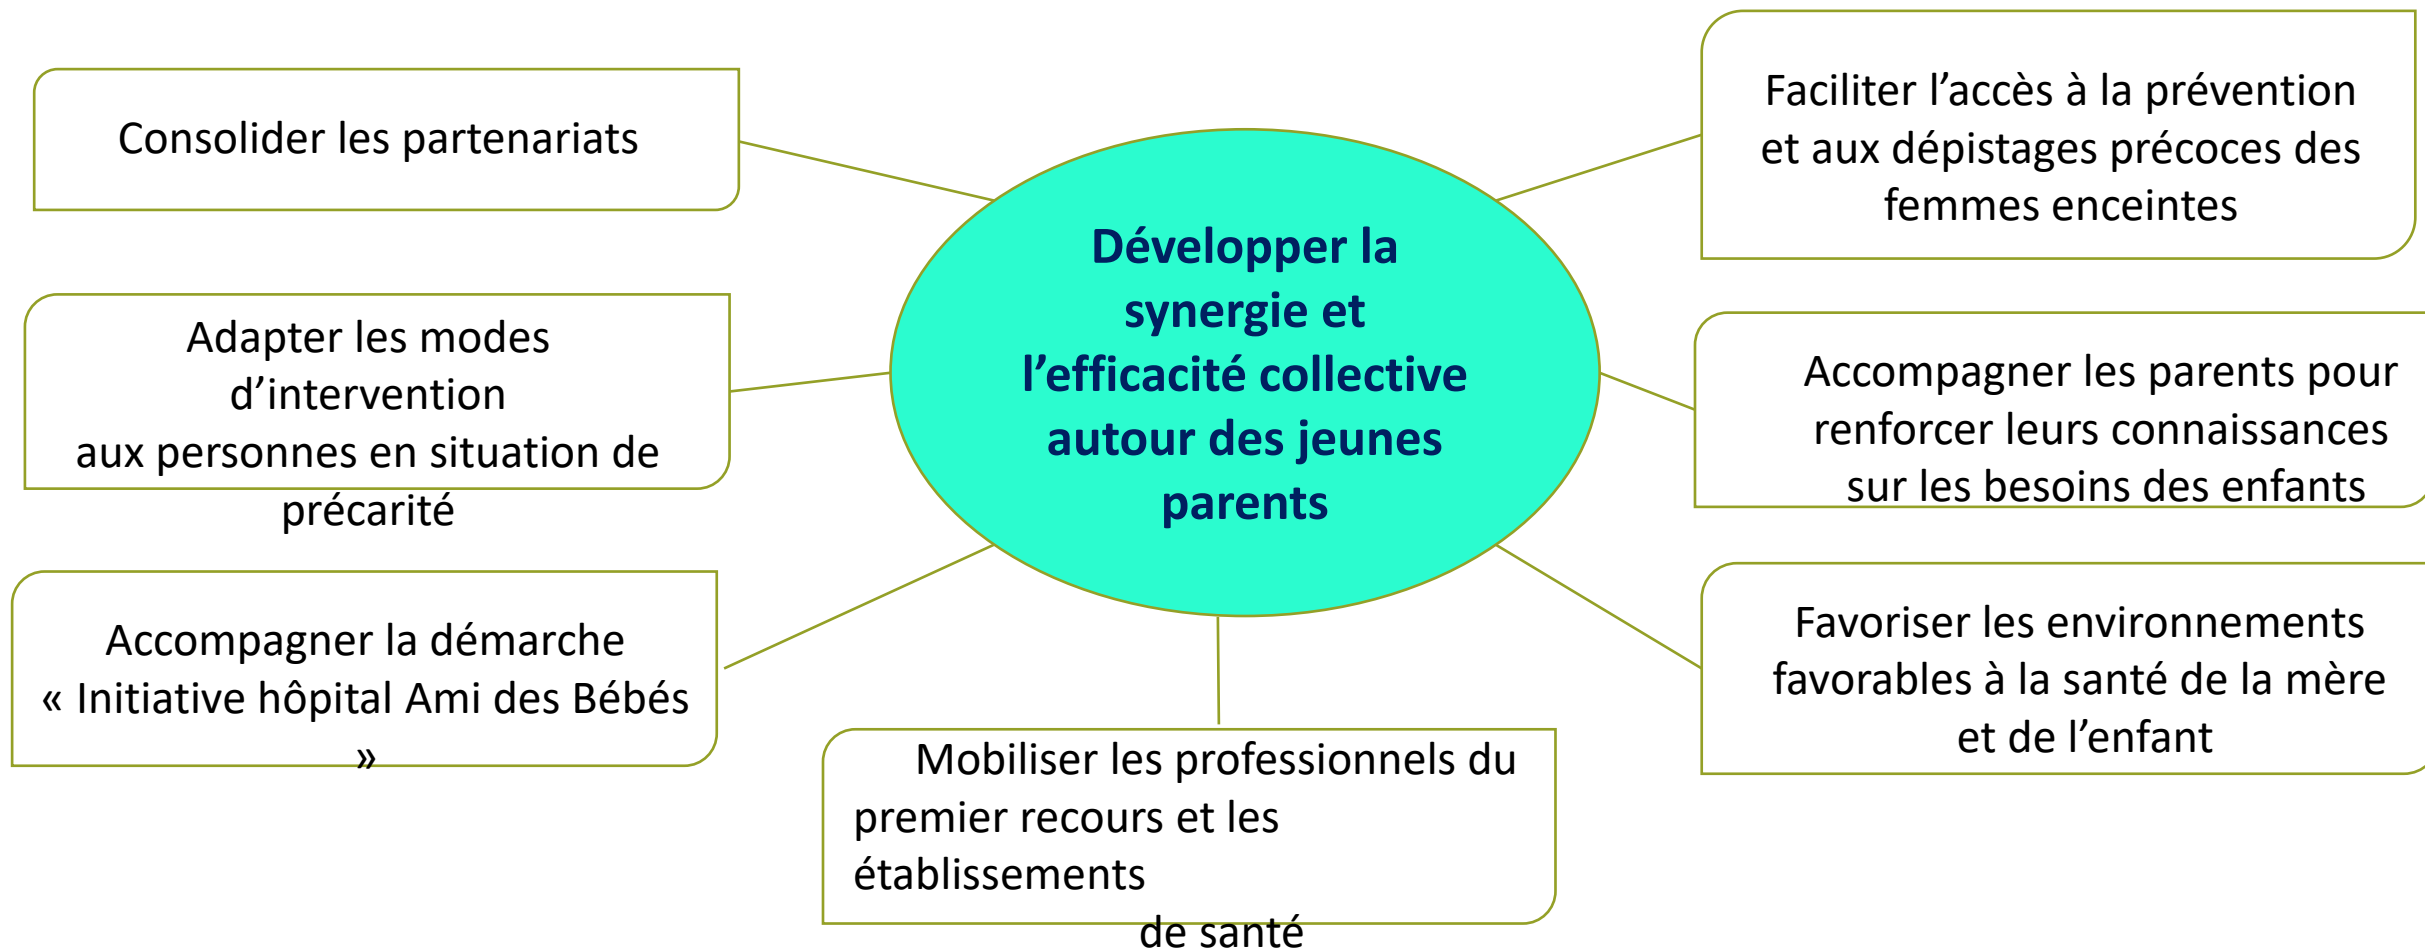 Consolider les partenariats
Adapter les modes
d’intervention
aux personnes en situation de
précarité
Accompagner la démarche
« Initiative hôpital Ami des Bébés
»
Développer la
synergie et
l’efficacité collective
autour des jeunes
parents
Mobiliser les professionnels du
premier recours et les
établissements
de santé
Faciliter l’accès à la prévention
et aux dépistages précoces des
femmes enceintes
Accompagner les parents pour
renforcer leurs connaissances
sur les besoins des enfants
Favoriser les environnements
favorables à la santé de la mère
et de l’enfant